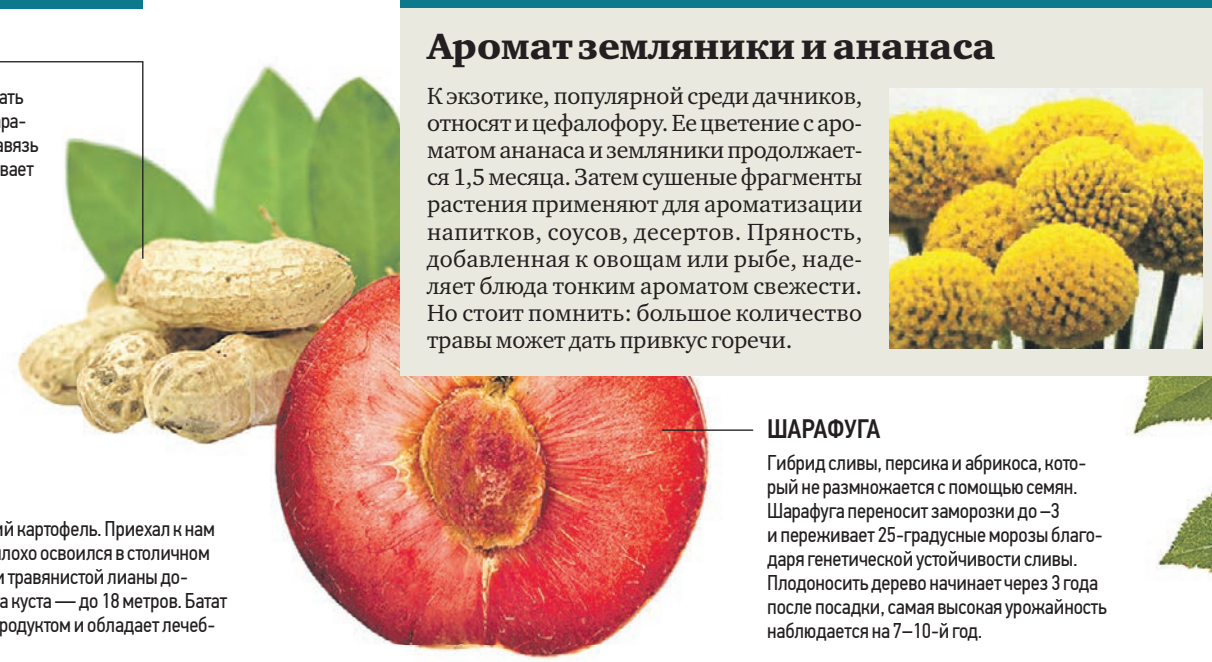 Аромат земляники и ананаса
К экзотике, популярной среди дачников,
относят и цефалофору. Ее цветение с аро-
матом ананаса и земляники продолжает-
ся 1,5 месяца. Затем сушеные фрагменты
растения применяют для ароматизации
напитков, соусов, десертов. Пряность,
добавленная к овощам или рыбе, наде-
ляет блюда тонким ароматом свежести.
Но стоит помнить: большое количество
травы может дать привкус горечи.
ШАРАФУГА
Гибрид сливы, персика и абрикоса, кото-
рый не размножается с помощью семян.
Шарафуга переносит заморозки до –3
и переживает 25-градусные морозы благо-
даря генетической устойчивости сливы.
Плодоносить дерево начинает через 3 года
после посадки, самая высокая урожайность
наблюдается на 7–10-й год.
картофель. Приехал к нам
освоился в столичном
травянистой лианы до-
куста — до 18 метров. Батат
и обладает лечеб-